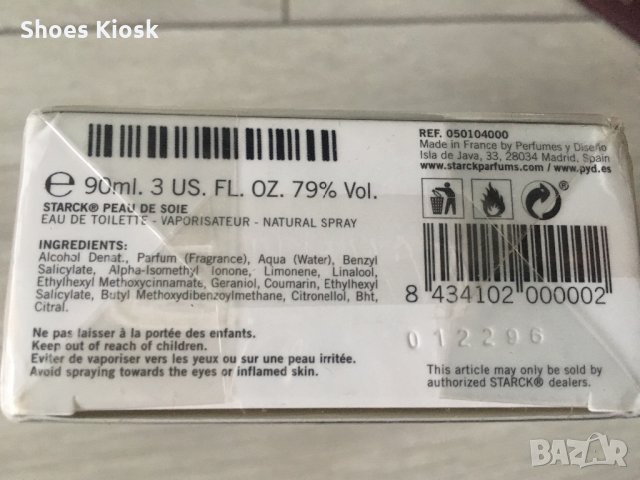 Shoes Kiosk
REF. 050104000
Made in France by Perfumes y Diseño
Isla de Java, 33, 28034 Madrid, Spain
www.starckparfums.com / www.pyd.es
℮ 90ml. 3 US. FL. OZ. 79% Vol.
STARCK® PEAU DE SOIE
EAU DE TOILETTE - VAPORISATEUR - NATURAL SPRAY
INGREDIENTS:
Alcohol Denat., Parfum (Fragrance), Aqua (Water), Benzyl
Salicylate, Alpha-Isomethyl Ionone, Limonene, Linalool,
Ethylhexyl Methoxycinnamate, Geraniol, Coumarin, Ethylhexyl
Salicylate, Butyl Methoxydibenzoylmethane, Citronellol, Bht,
Citral.
8 434102 000002
Ne pas laisser à la portée des enfants.
Keep out of reach of children.
Eviter de vaporiser vers les yeux ou sur une peau irritée.
Avoid spraying towards the eyes or inflamed skin.
012296
This article may only be sold by
authorized STARCK® dealers.
BAZAR